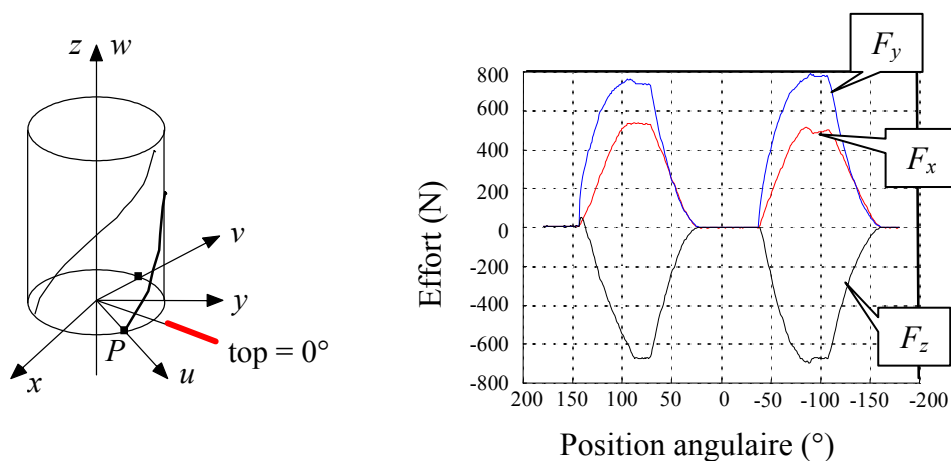 z w
v
y
P
top = 0°
x
u
F_y
F_x
F_z
Effort (N)
800
600
400
200
0
-200
-400
-600
-800
200 150 100 50 0 -50 -100 -150 -200
Position angulaire (°)